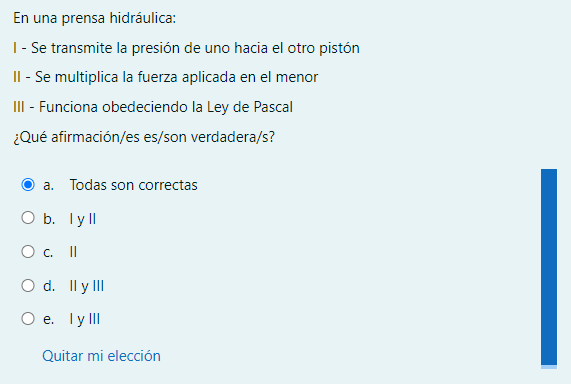 En una prensa hidráulica:
I - Se transmite la presión de uno hacia el otro pistón
II - Se multiplica la fuerza aplicada en el menor
III - Funciona obedeciendo la Ley de Pascal
¿Qué afirmación/es es/son verdadera/s?
a. Todas son correctas
b. I y II
c. II
d. II y III
e. I y III
Quitar mi elección